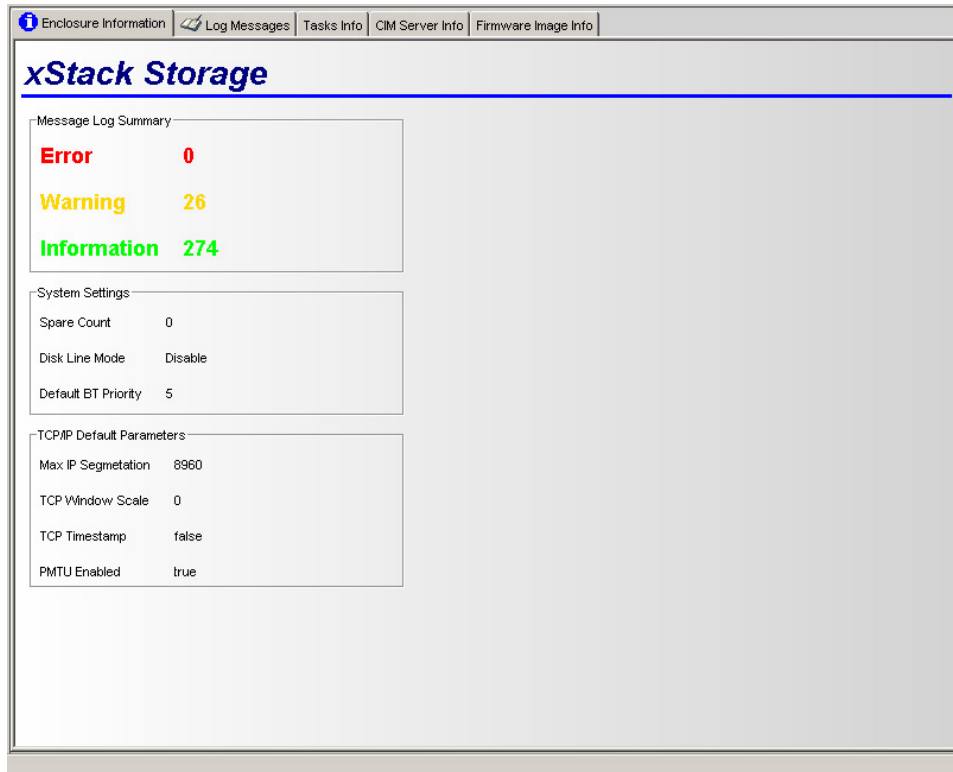 Enclosure Information Log Messages Tasks Info CIM Server Info Firmware Image Info
xStack Storage
Message Log Summary
Error 0
Warning 26
Information 274
System Settings
Spare Count 0
Disk Line Mode Disable
Default BT Priority 5
TCP/IP Default Parameters
Max IP Segmetation 8960
TCP Window Scale 0
TCP Timestamp false
PMTU Enabled true